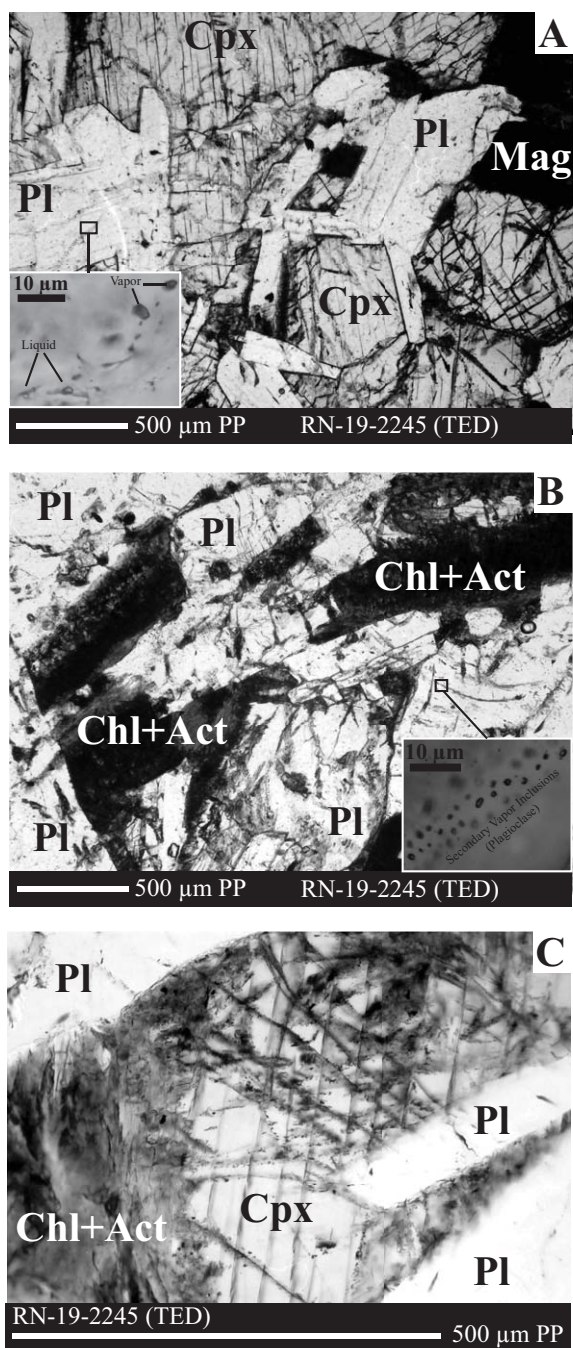 A
Cpx
Pl
Mag
Pl
10 µm
Vapor
Cpx
Liquid
500 µm PP RN-19-2245 (TED)
B
Pl
Pl
Chl+Act
Chl+Act
10 µm
Secondary Vapor Inclusions
(Plagioclase)
Pl
Pl
500 µm PP RN-19-2245 (TED)
C
Pl
Pl
Chl+Act
Cpx
Pl
RN-19-2245 (TED)
500 µm PP